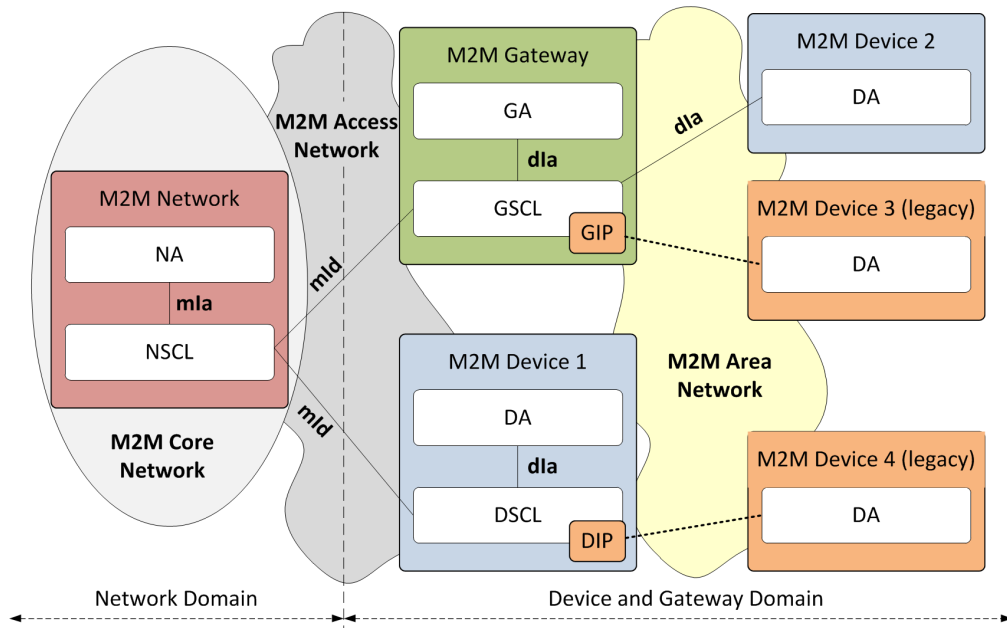 M2M Core
Network
M2M Network
NA
mIa
NSCL
M2M Access
Network
mId
mId
M2M Gateway
GA
dIa
GSCL
GIP
M2M Device 1
DA
dIa
DSCL
DIP
dIa
M2M Area
Network
M2M Device 2
DA
M2M Device 3 (legacy)
DA
M2M Device 4 (legacy)
DA
Network Domain
Device and Gateway Domain